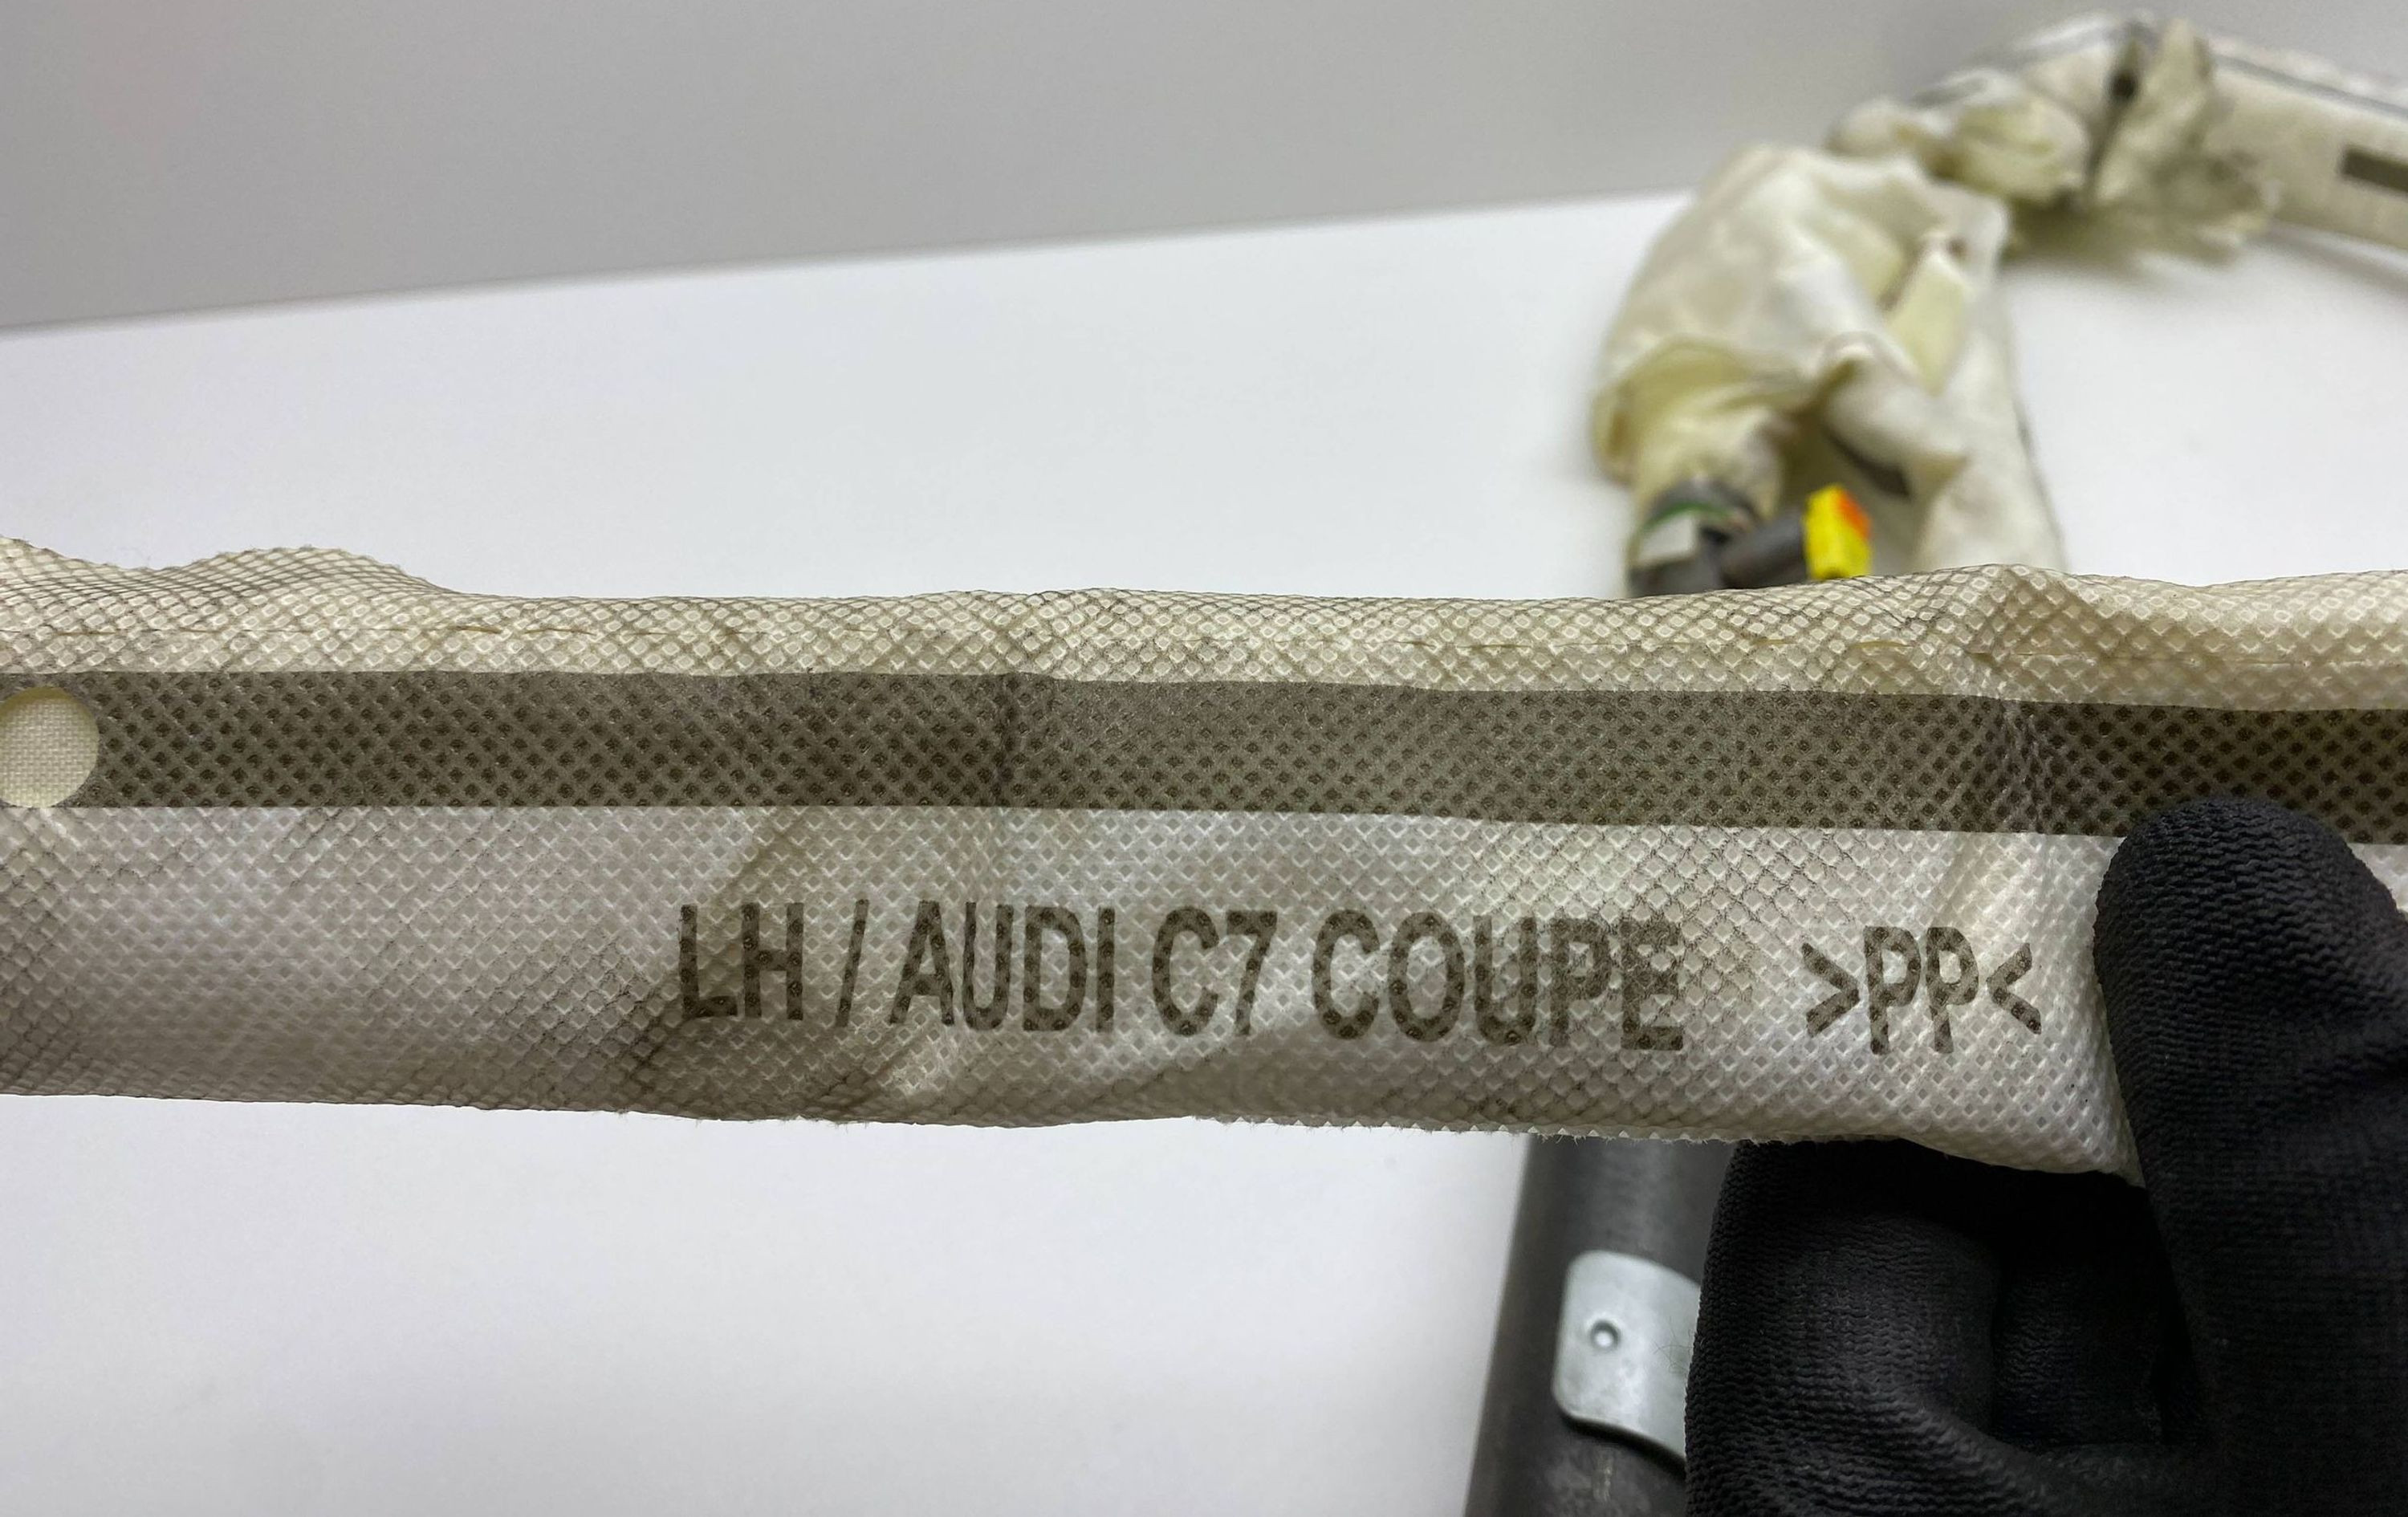 LH / AUDI C7 COUPE >PP<